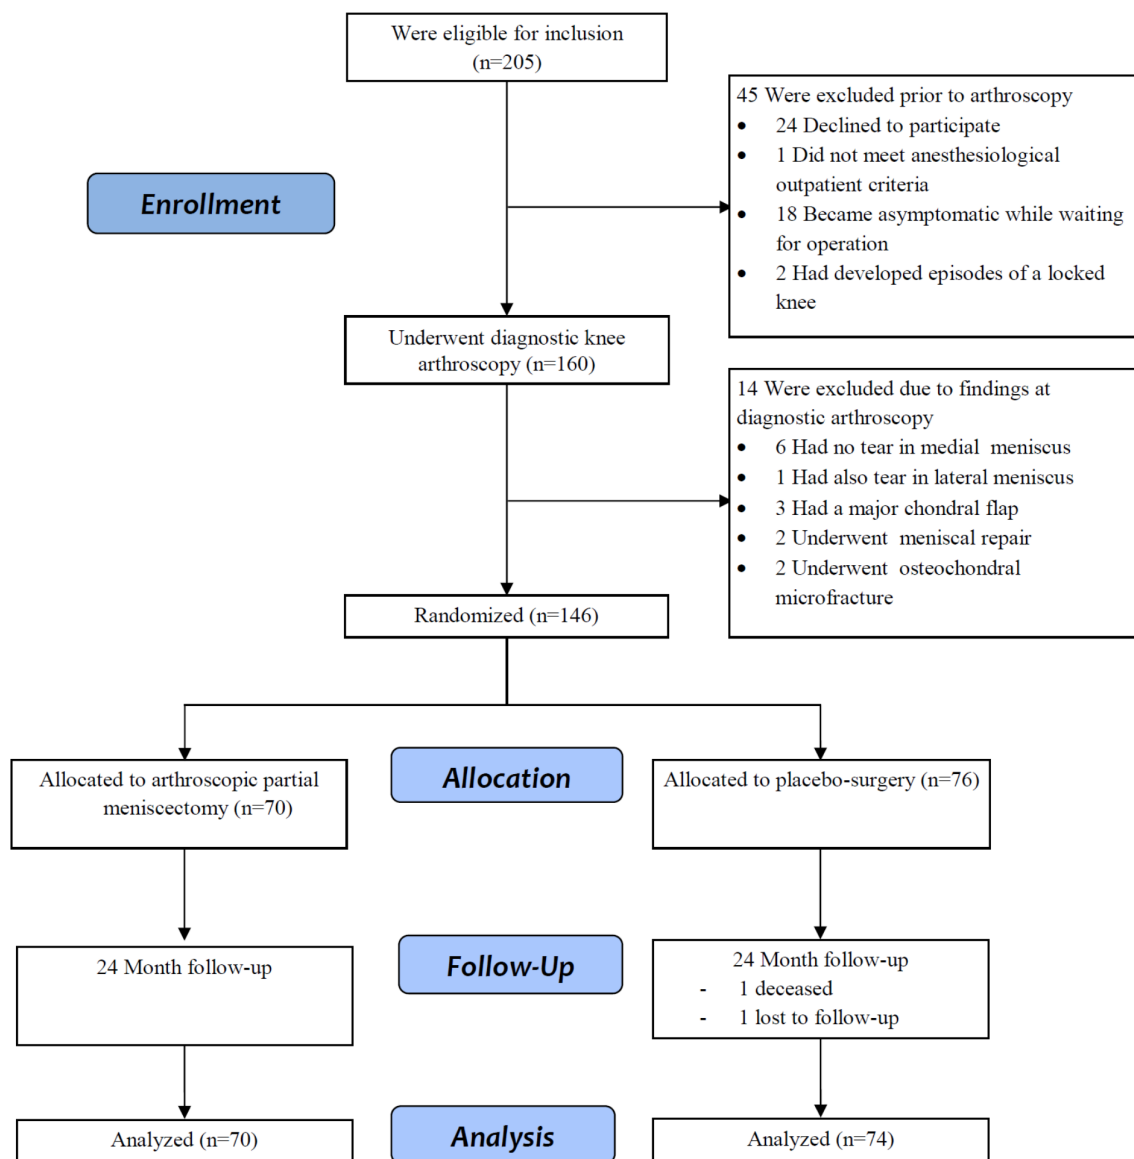 Were eligible for inclusion
(n=205)
45 Were excluded prior to arthroscopy
• 24 Declined to participate
• 1 Did not meet anesthesiological
outpatient criteria
• 18 Became asymptomatic while waiting
for operation
• 2 Had developed episodes of a locked
knee
Enrollment
Underwent diagnostic knee
arthroscopy (n=160)
14 Were excluded due to findings at
diagnostic arthroscopy
• 6 Had no tear in medial meniscus
• 1 Had also tear in lateral meniscus
• 3 Had a major chondral flap
• 2 Underwent meniscal repair
• 2 Underwent osteochondral
microfracture
Randomized (n=146)
Allocated to arthroscopic partial
meniscectomy (n=70)
Allocation
Allocated to placebo-surgery (n=76)
24 Month follow-up
Follow-Up
24 Month follow-up
- 1 deceased
- 1 lost to follow-up
Analyzed (n=70)
Analysis
Analyzed (n=74)